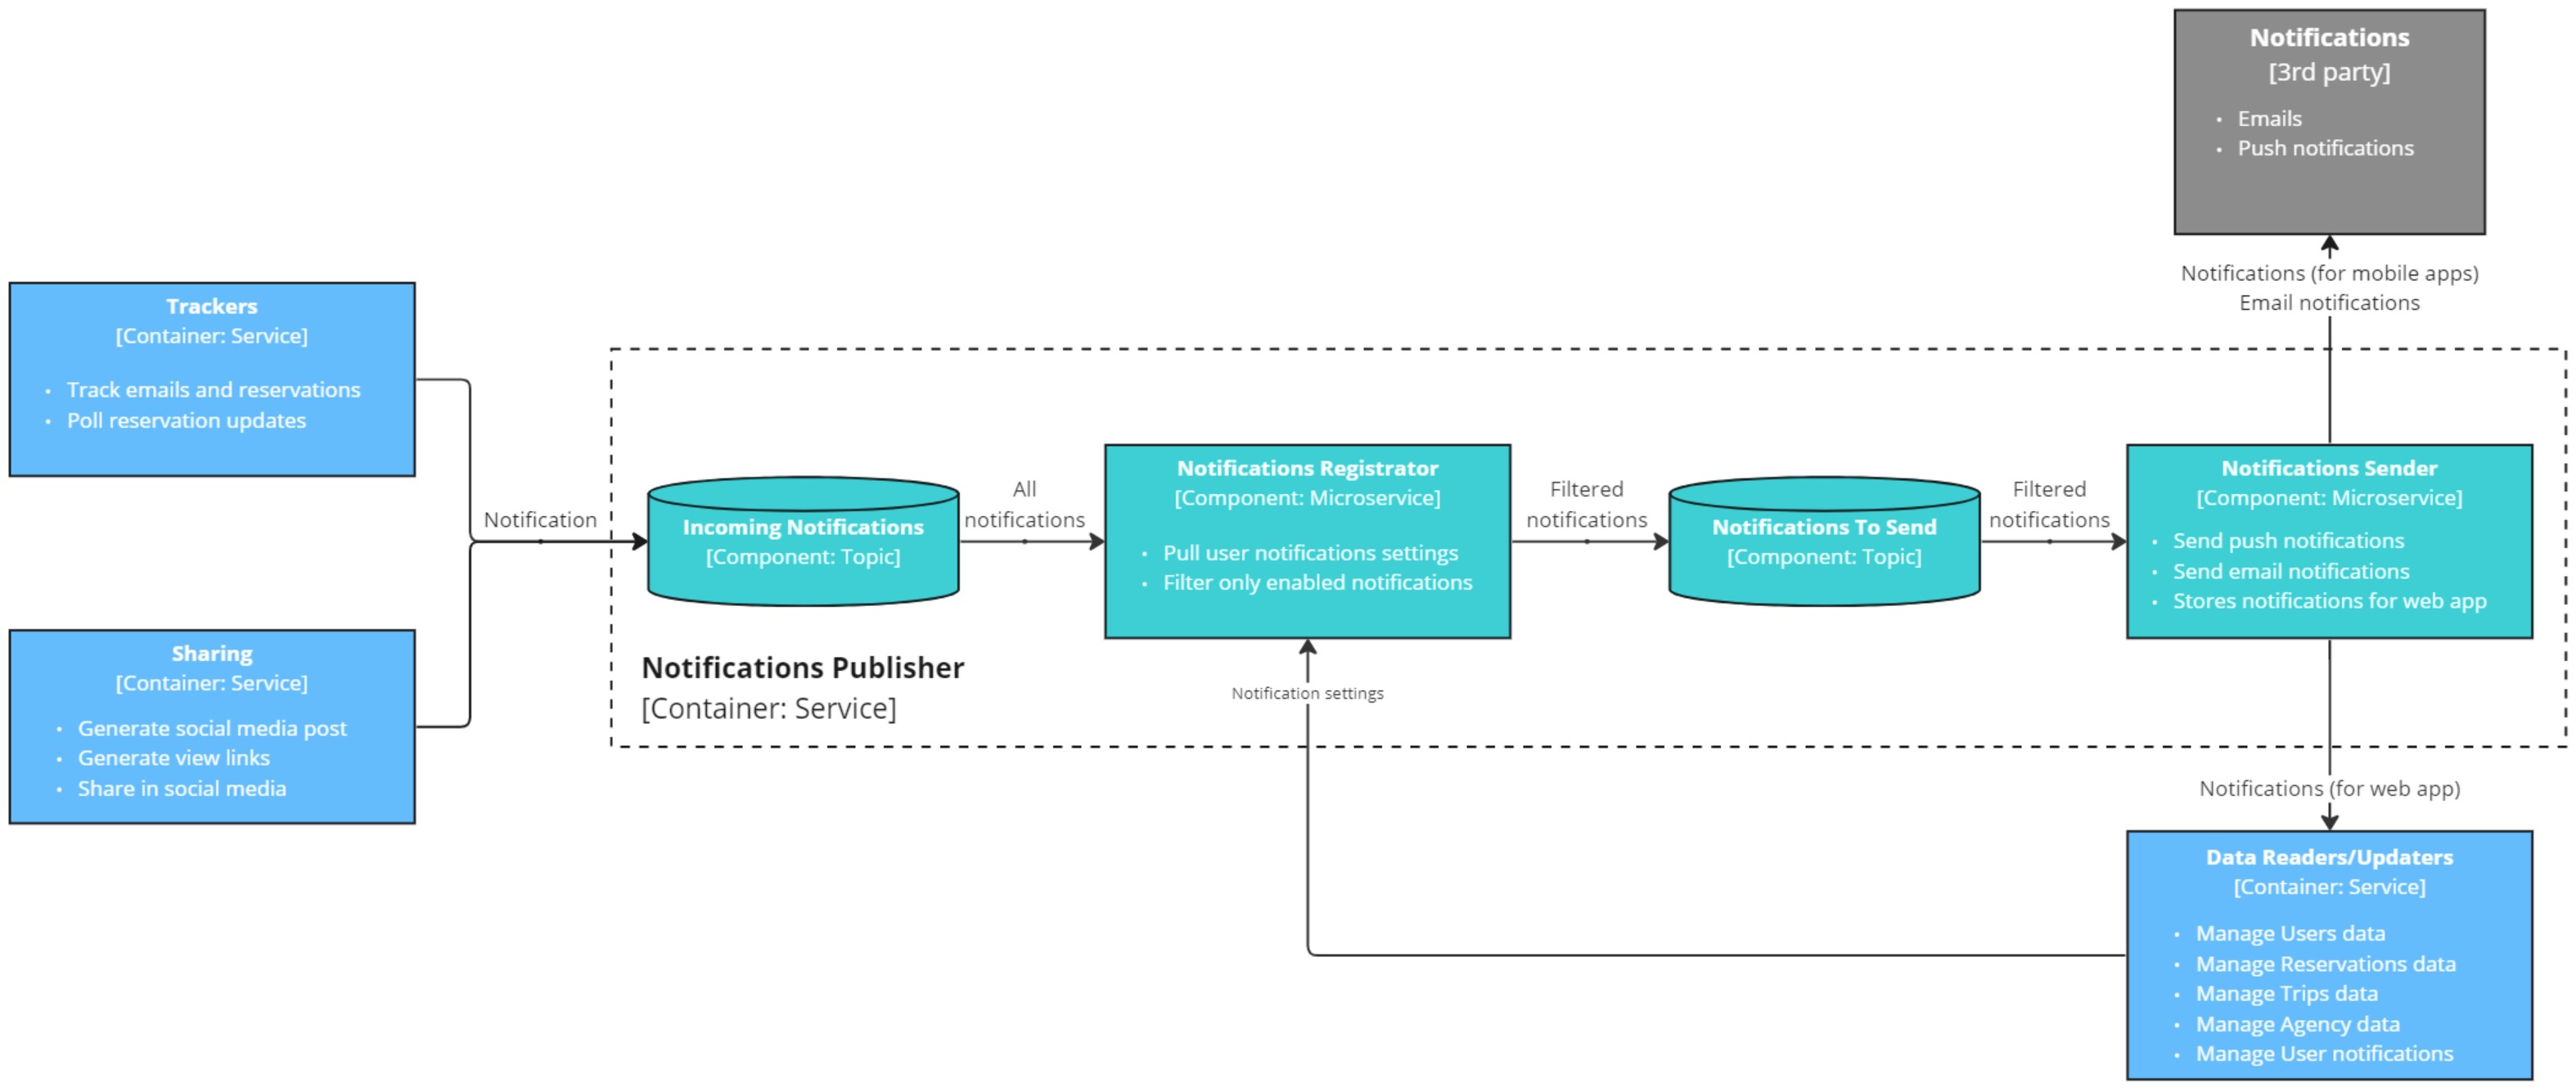 Notifications
[3rd party]
• Emails
• Push notifications
Notifications (for mobile apps)
Email notifications
Trackers
[Container: Service]
• Track emails and reservations
• Poll reservation updates
Sharing
[Container: Service]
• Generate social media post
• Generate view links
• Share in social media
Notification
Incoming Notifications
[Component: Topic]
All
notifications
Notifications Registrator
[Component: Microservice]
• Pull user notifications settings
• Filter only enabled notifications
Filtered
notifications
Notifications To Send
[Component: Topic]
Filtered
notifications
Notifications Sender
[Component: Microservice]
• Send push notifications
• Send email notifications
• Stores notifications for web app
Notifications Publisher
[Container: Service]
Notification settings
Notifications (for web app)
Data Readers/Updaters
[Container: Service]
• Manage Users data
• Manage Reservations data
• Manage Trips data
• Manage Agency data
• Manage User notifications